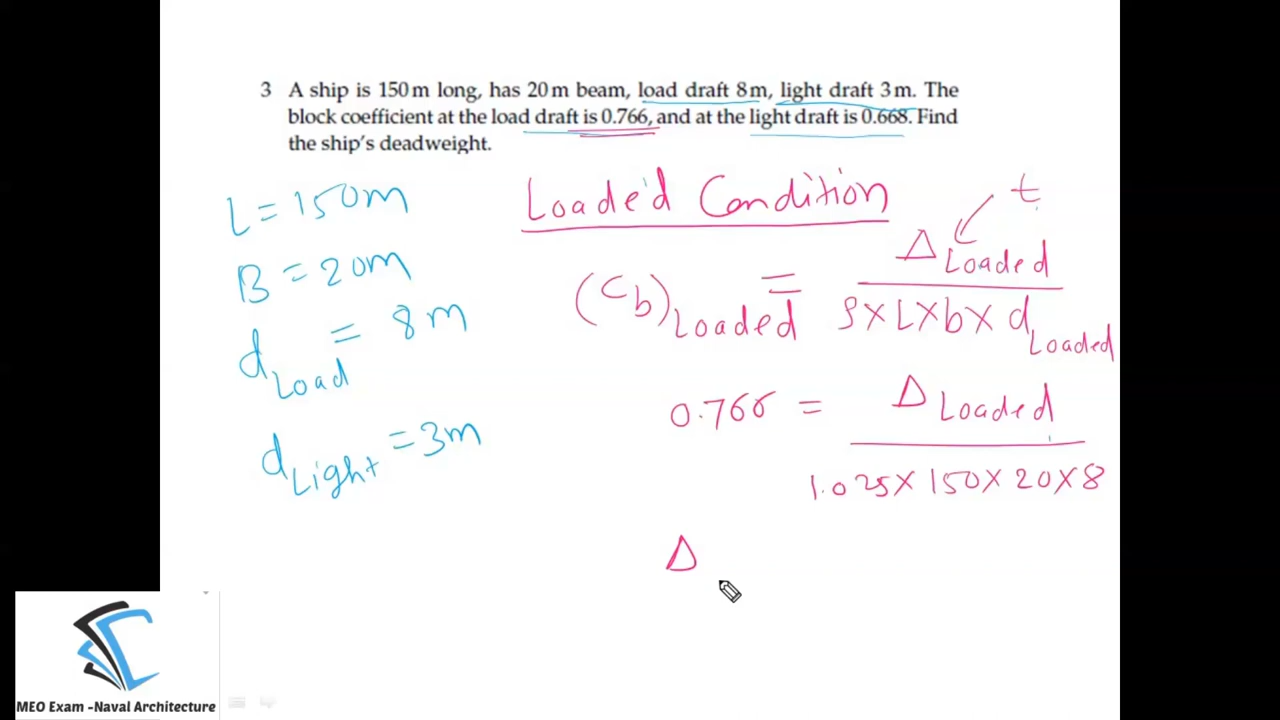 3 A ship is 150 m long, has 20 m beam, load draft 8 m, light draft 3 m. The
block coefficient at the load draft is 0.766, and at the light draft is 0.668. Find
the ship's deadweight.
L = 150m
B = 20m
d Load = 8m
d Light = 3m
Loaded Condition
t
(Cb) Loaded = Δ Loaded
ρ × L × b × d Loaded
0.766 = Δ Loaded
1.025 × 150 × 20 × 8
Δ
MEO Exam -Naval Architecture